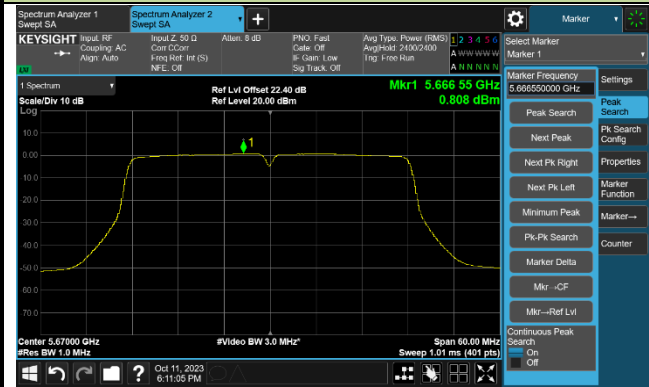 Spectrum Analyzer 1
Swept SA
Spectrum Analyzer 2
Swept SA
+
Marker
KEYSIGHT
Input: RF
Coupling: AC
Align: Auto
Input Z: 50 Ω
Corr CCorr
Freq Ref: Int (S)
NFE: Off
Atten: 8 dB
PNO: Fast
Gate: Off
IF Gain: Low
Sig Track: Off
Avg Type: Power (RMS)
Avg|Hold: 2400/2400
Trig: Free Run
1 2 3 4 5 6
A W W W W W
A N N N N N
LXI
Select Marker
Marker 1
1 Spectrum
Scale/Div 10 dB
Log
Ref Lvl Offset 22.40 dB
Ref Level 20.00 dBm
Mkr1 5.666 55 GHz
0.808 dBm
10.0
0.00
-10.0
-20.0
-30.0
-40.0
-50.0
-60.0
-70.0
1
Center 5.67000 GHz
#Res BW 1.0 MHz
#Video BW 3.0 MHz*
Span 60.00 MHz
Sweep 1.01 ms (401 pts)
Marker Frequency
5.666550000 GHz
Peak Search
Next Peak
Next Pk Right
Next Pk Left
Minimum Peak
Pk-Pk Search
Marker Delta
Mkr→CF
Mkr→Ref Lvl
Continuous Peak
Search
On
Off
Settings
Peak
Search
Pk Search
Config
Properties
Marker
Function
Marker→
Counter
?
Oct 11, 2023
6:11:05 PM